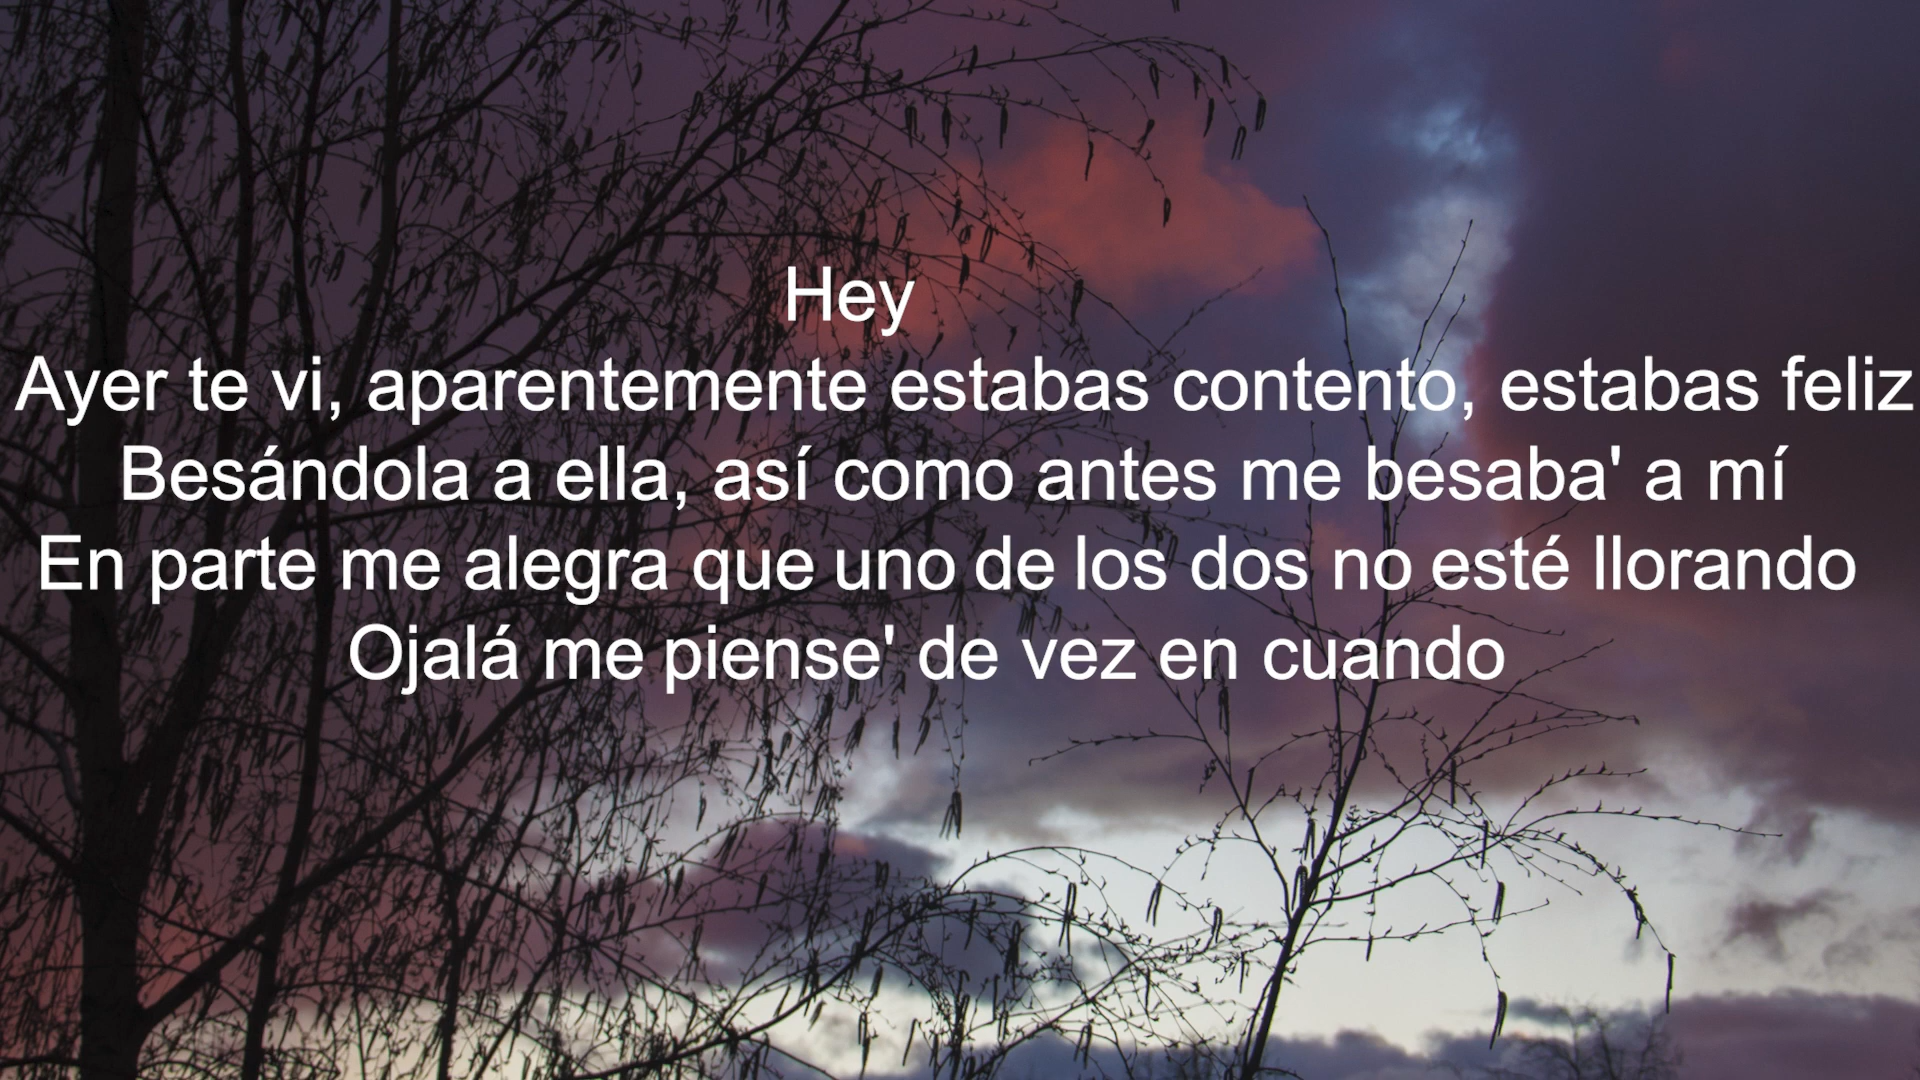 Hey
Ayer te vi, aparentemente estabas contento, estabas feliz
Besándola a ella, así como antes me besaba' a mí
En parte me alegra que uno de los dos no esté llorando
Ojalá me piense' de vez en cuando